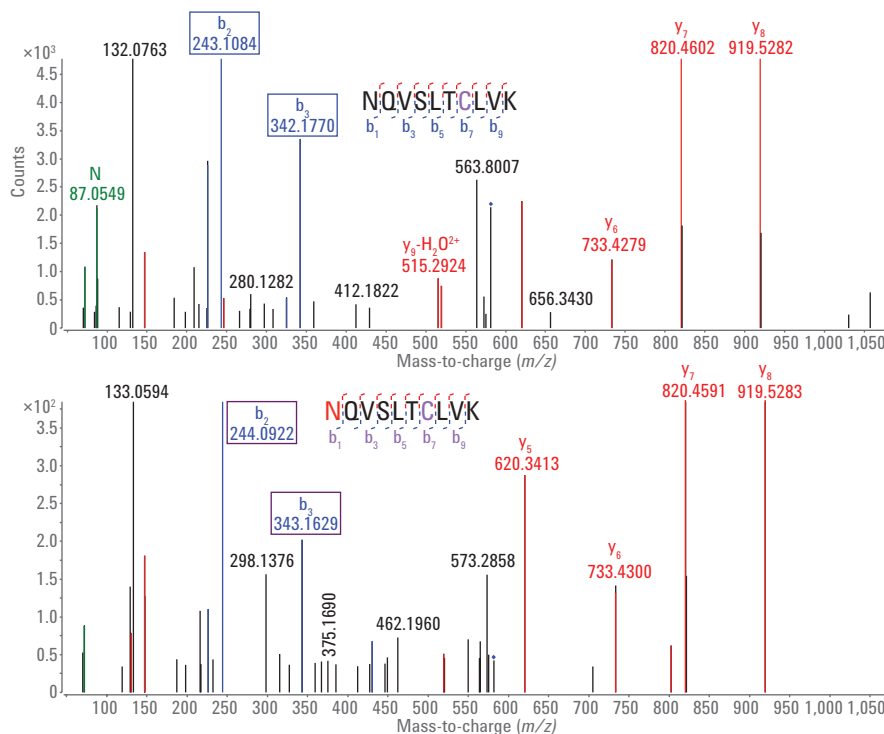 b2
243.1084
×10³
132.0763
y7
820.4602
y8
919.5282
4.5
4.0
3.5
3.0
2.5
2.0
1.5
1.0
0.5
0
Counts
b3
342.1770
NQVSLTCLVK
b1 b3 b5 b7 b9
N
87.0549
563.8007
y9-H2O2+
515.2924
y6
733.4279
280.1282
412.1822
656.3430
100 150 200 250 300 350 400 450 500 550 600 650 700 750 800 850 900 950 1,000 1,050
Mass-to-charge (m/z)
×10²
133.0594
b2
244.0922
NQVSLTCLVK
b1 b3 b5 b7 b9
y7
820.4591
y8
919.5283
3.5
3.0
2.5
2.0
1.5
1.0
0.5
0
y5
620.3413
b3
343.1629
298.1376
375.1690
462.1960
573.2858
y6
733.4300
100 150 200 250 300 350 400 450 500 550 600 650 700 750 800 850 900 950 1,000 1,050
Mass-to-charge (m/z)